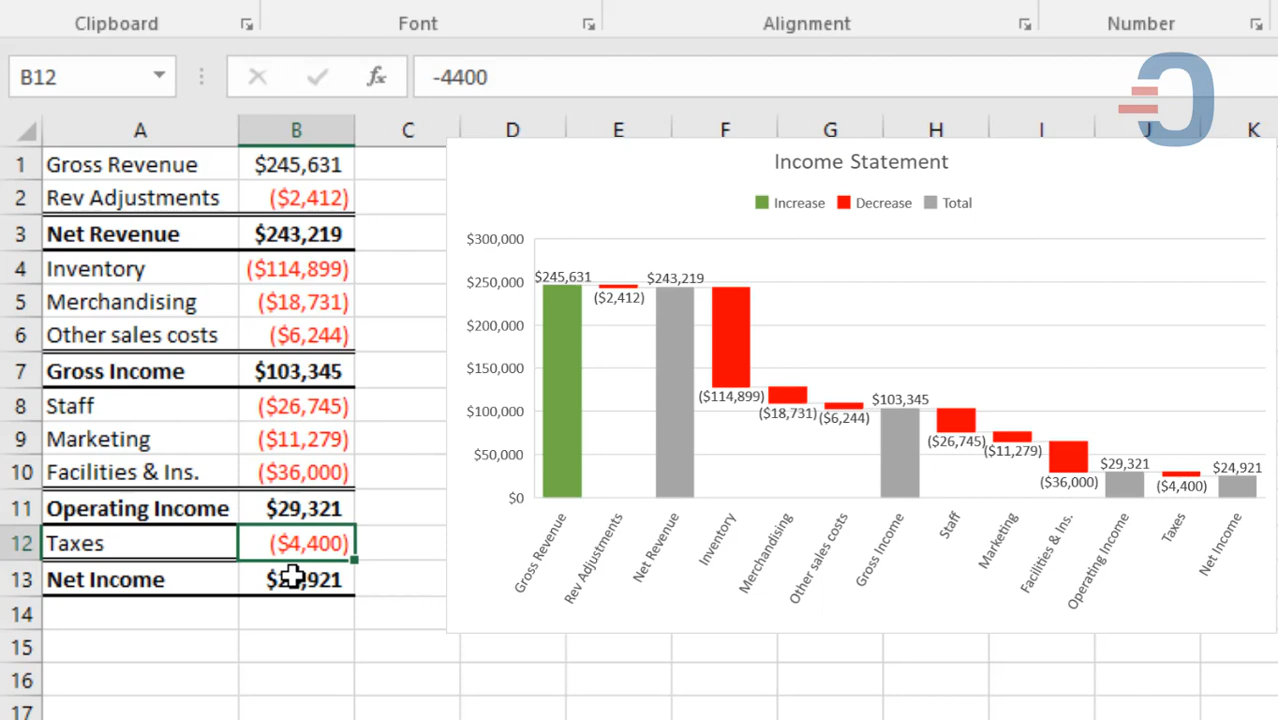 Clipboard Font Alignment Number
B12 fx -4400
A B C D E F G H I J K
1 Gross Revenue $245,631
2 Rev Adjustments ($2,412)
3 Net Revenue $243,219
4 Inventory ($114,899)
5 Merchandising ($18,731)
6 Other sales costs ($6,244)
7 Gross Income $103,345
8 Staff ($26,745)
9 Marketing ($11,279)
10 Facilities & Ins. ($36,000)
11 Operating Income $29,321
12 Taxes ($4,400)
13 Net Income
14
15
16
17
Income Statement
Increase Decrease Total
$300,000
$250,000
$200,000
$150,000
$100,000
$50,000
$0
$245,631
($2,412)
$243,219
($114,899)
($18,731)
($6,244)
$103,345
($26,745)
($11,279)
($36,000)
$29,321
($4,400)
$24,921
Gross Revenue
Rev Adjustments
Net Revenue
Inventory
Merchandising
Other sales costs
Gross Income
Staff
Marketing
Facilities & Ins.
Operating Income
Taxes
Net Income